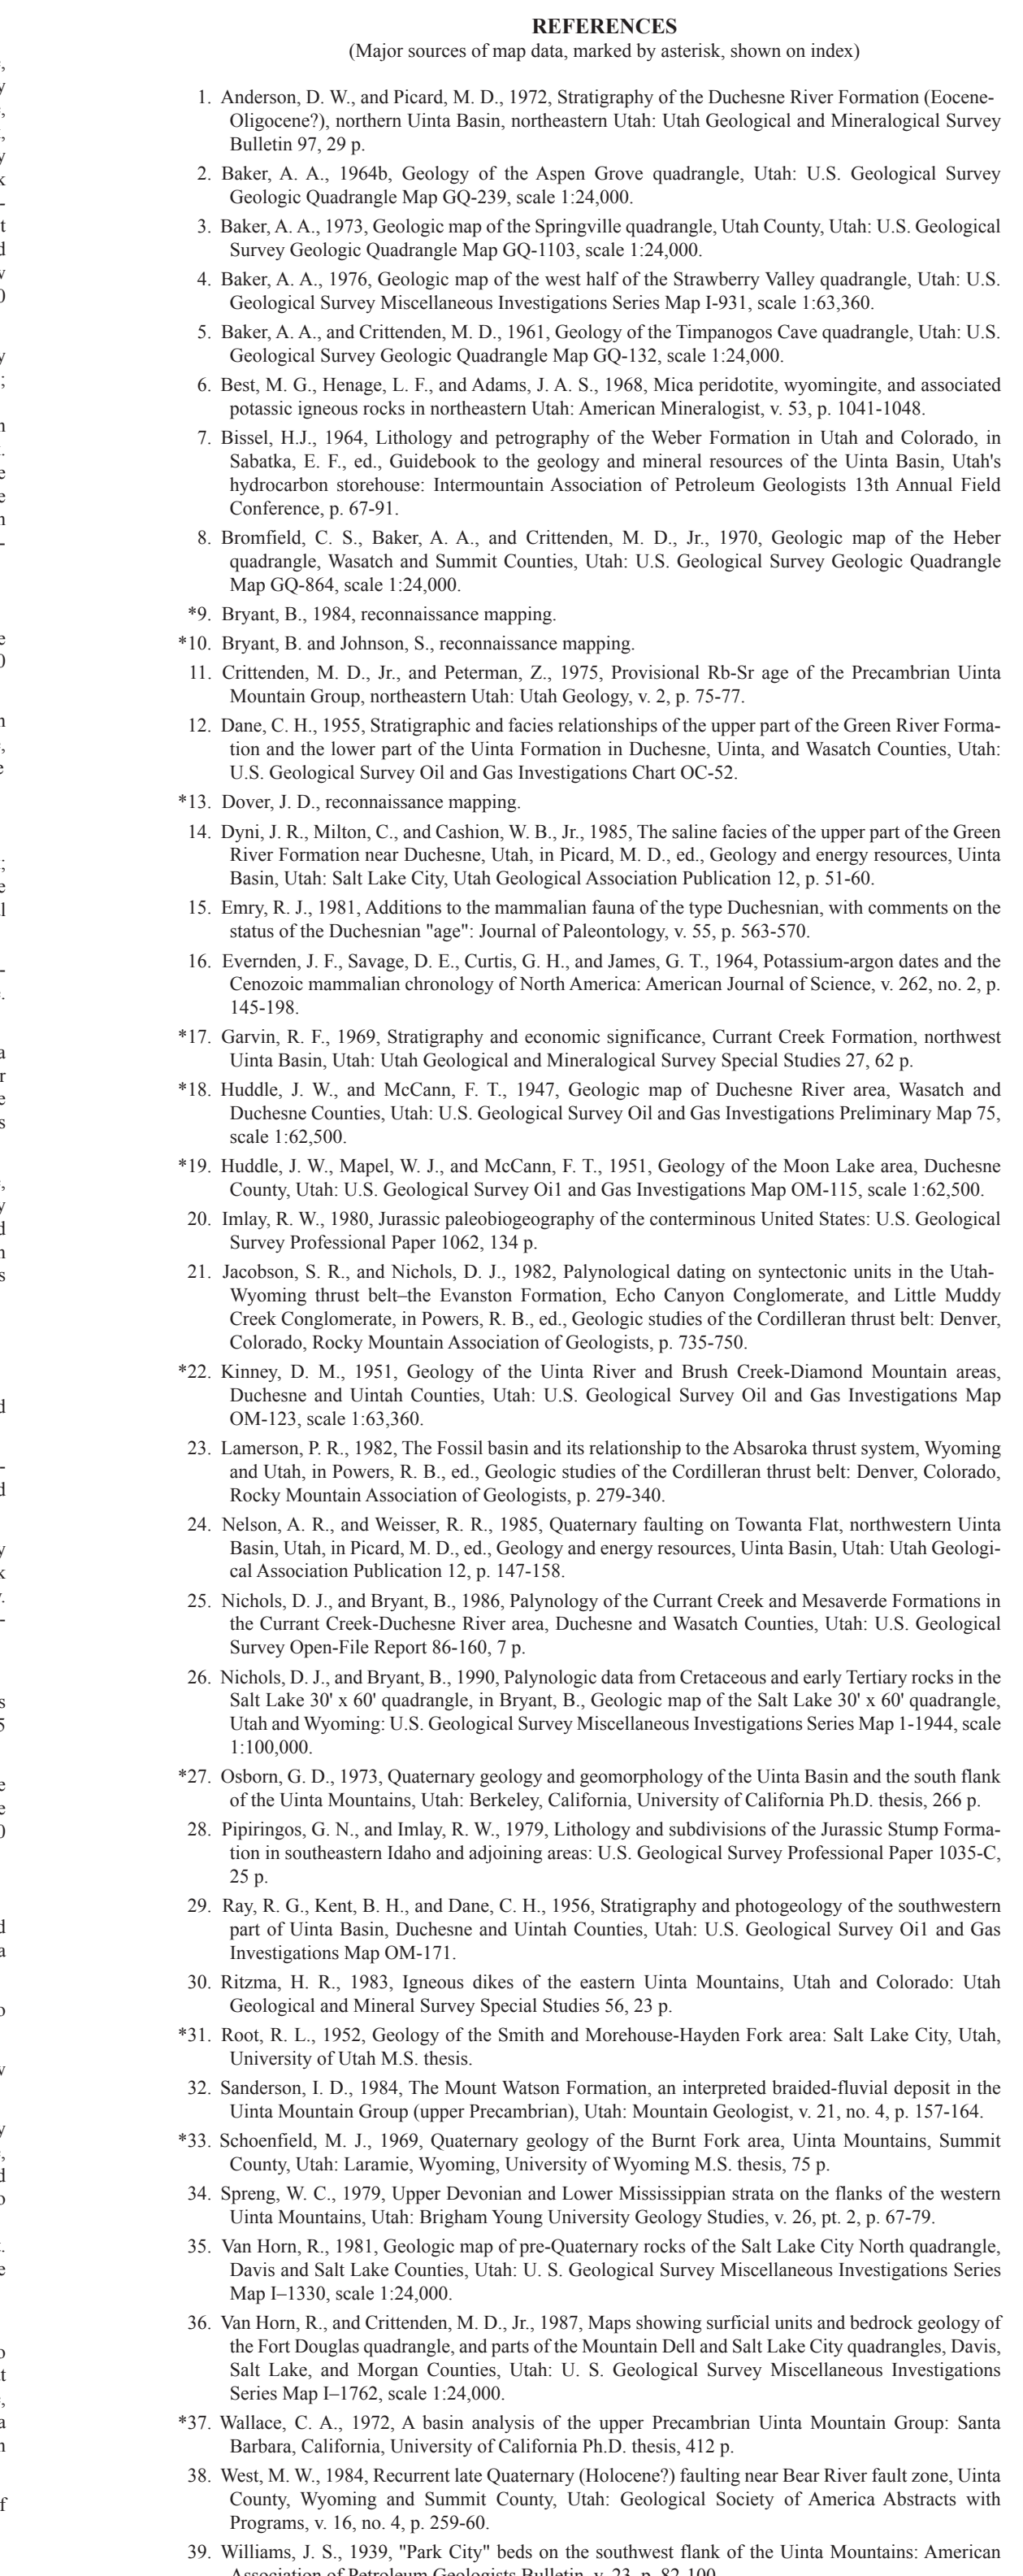 REFERENCES
(Major sources of map data, marked by asterisk, shown on index)
1. Anderson, D. W., and Picard, M. D., 1972, Stratigraphy of the Duchesne River Formation (Eocene-
Oligocene?), northern Uinta Basin, northeastern Utah: Utah Geological and Mineralogical Survey
Bulletin 97, 29 p.
2. Baker, A. A., 1964b, Geology of the Aspen Grove quadrangle, Utah: U.S. Geological Survey
Geologic Quadrangle Map GQ-239, scale 1:24,000.
3. Baker, A. A., 1973, Geologic map of the Springville quadrangle, Utah County, Utah: U.S. Geological
Survey Geologic Quadrangle Map GQ-1103, scale 1:24,000.
4. Baker, A. A., 1976, Geologic map of the west half of the Strawberry Valley quadrangle, Utah: U.S.
Geological Survey Miscellaneous Investigations Series Map I-931, scale 1:63,360.
5. Baker, A. A., and Crittenden, M. D., 1961, Geology of the Timpanogos Cave quadrangle, Utah: U.S.
Geological Survey Geologic Quadrangle Map GQ-132, scale 1:24,000.
6. Best, M. G., Henage, L. F., and Adams, J. A. S., 1968, Mica peridotite, wyomingite, and associated
potassic igneous rocks in northeastern Utah: American Mineralogist, v. 53, p. 1041-1048.
7. Bissel, H.J., 1964, Lithology and petrography of the Weber Formation in Utah and Colorado, in
Sabatka, E. F., ed., Guidebook to the geology and mineral resources of the Uinta Basin, Utah's
hydrocarbon storehouse: Intermountain Association of Petroleum Geologists 13th Annual Field
Conference, p. 67-91.
8. Bromfield, C. S., Baker, A. A., and Crittenden, M. D., Jr., 1970, Geologic map of the Heber
quadrangle, Wasatch and Summit Counties, Utah: U.S. Geological Survey Geologic Quadrangle
Map GQ-864, scale 1:24,000.
*9. Bryant, B., 1984, reconnaissance mapping.
*10. Bryant, B. and Johnson, S., reconnaissance mapping.
11. Crittenden, M. D., Jr., and Peterman, Z., 1975, Provisional Rb-Sr age of the Precambrian Uinta
Mountain Group, northeastern Utah: Utah Geology, v. 2, p. 75-77.
12. Dane, C. H., 1955, Stratigraphic and facies relationships of the upper part of the Green River Forma-
tion and the lower part of the Uinta Formation in Duchesne, Uinta, and Wasatch Counties, Utah:
U.S. Geological Survey Oil and Gas Investigations Chart OC-52.
*13. Dover, J. D., reconnaissance mapping.
14. Dyni, J. R., Milton, C., and Cashion, W. B., Jr., 1985, The saline facies of the upper part of the Green
River Formation near Duchesne, Utah, in Picard, M. D., ed., Geology and energy resources, Uinta
Basin, Utah: Salt Lake City, Utah Geological Association Publication 12, p. 51-60.
15. Emry, R. J., 1981, Additions to the mammalian fauna of the type Duchesnian, with comments on the
status of the Duchesnian "age": Journal of Paleontology, v. 55, p. 563-570.
16. Evernden, J. F., Savage, D. E., Curtis, G. H., and James, G. T., 1964, Potassium-argon dates and the
Cenozoic mammalian chronology of North America: American Journal of Science, v. 262, no. 2, p.
145-198.
*17. Garvin, R. F., 1969, Stratigraphy and economic significance, Currant Creek Formation, northwest
Uinta Basin, Utah: Utah Geological and Mineralogical Survey Special Studies 27, 62 p.
*18. Huddle, J. W., and McCann, F. T., 1947, Geologic map of Duchesne River area, Wasatch and
Duchesne Counties, Utah: U.S. Geological Survey Oil and Gas Investigations Preliminary Map 75,
scale 1:62,500.
*19. Huddle, J. W., Mapel, W. J., and McCann, F. T., 1951, Geology of the Moon Lake area, Duchesne
County, Utah: U.S. Geological Survey Oi1 and Gas Investigations Map OM-115, scale 1:62,500.
20. Imlay, R. W., 1980, Jurassic paleobiogeography of the conterminous United States: U.S. Geological
Survey Professional Paper 1062, 134 p.
21. Jacobson, S. R., and Nichols, D. J., 1982, Palynological dating on syntectonic units in the Utah-
Wyoming thrust belt–the Evanston Formation, Echo Canyon Conglomerate, and Little Muddy
Creek Conglomerate, in Powers, R. B., ed., Geologic studies of the Cordilleran thrust belt: Denver,
Colorado, Rocky Mountain Association of Geologists, p. 735-750.
*22. Kinney, D. M., 1951, Geology of the Uinta River and Brush Creek-Diamond Mountain areas,
Duchesne and Uintah Counties, Utah: U.S. Geological Survey Oil and Gas Investigations Map
OM-123, scale 1:63,360.
23. Lamerson, P. R., 1982, The Fossil basin and its relationship to the Absaroka thrust system, Wyoming
and Utah, in Powers, R. B., ed., Geologic studies of the Cordilleran thrust belt: Denver, Colorado,
Rocky Mountain Association of Geologists, p. 279-340.
24. Nelson, A. R., and Weisser, R. R., 1985, Quaternary faulting on Towanta Flat, northwestern Uinta
Basin, Utah, in Picard, M. D., ed., Geology and energy resources, Uinta Basin, Utah: Utah Geologi-
cal Association Publication 12, p. 147-158.
25. Nichols, D. J., and Bryant, B., 1986, Palynology of the Currant Creek and Mesaverde Formations in
the Currant Creek-Duchesne River area, Duchesne and Wasatch Counties, Utah: U.S. Geological
Survey Open-File Report 86-160, 7 p.
26. Nichols, D. J., and Bryant, B., 1990, Palynologic data from Cretaceous and early Tertiary rocks in the
Salt Lake 30' x 60' quadrangle, in Bryant, B., Geologic map of the Salt Lake 30' x 60' quadrangle,
Utah and Wyoming: U.S. Geological Survey Miscellaneous Investigations Series Map 1-1944, scale
1:100,000.
*27. Osborn, G. D., 1973, Quaternary geology and geomorphology of the Uinta Basin and the south flank
of the Uinta Mountains, Utah: Berkeley, California, University of California Ph.D. thesis, 266 p.
28. Pipiringos, G. N., and Imlay, R. W., 1979, Lithology and subdivisions of the Jurassic Stump Forma-
tion in southeastern Idaho and adjoining areas: U.S. Geological Survey Professional Paper 1035-C,
25 p.
29. Ray, R. G., Kent, B. H., and Dane, C. H., 1956, Stratigraphy and photogeology of the southwestern
part of Uinta Basin, Duchesne and Uintah Counties, Utah: U.S. Geological Survey Oi1 and Gas
Investigations Map OM-171.
30. Ritzma, H. R., 1983, Igneous dikes of the eastern Uinta Mountains, Utah and Colorado: Utah
Geological and Mineral Survey Special Studies 56, 23 p.
*31. Root, R. L., 1952, Geology of the Smith and Morehouse-Hayden Fork area: Salt Lake City, Utah,
University of Utah M.S. thesis.
32. Sanderson, I. D., 1984, The Mount Watson Formation, an interpreted braided-fluvial deposit in the
Uinta Mountain Group (upper Precambrian), Utah: Mountain Geologist, v. 21, no. 4, p. 157-164.
*33. Schoenfield, M. J., 1969, Quaternary geology of the Burnt Fork area, Uinta Mountains, Summit
County, Utah: Laramie, Wyoming, University of Wyoming M.S. thesis, 75 p.
34. Spreng, W. C., 1979, Upper Devonian and Lower Mississippian strata on the flanks of the western
Uinta Mountains, Utah: Brigham Young University Geology Studies, v. 26, pt. 2, p. 67-79.
35. Van Horn, R., 1981, Geologic map of pre-Quaternary rocks of the Salt Lake City North quadrangle,
Davis and Salt Lake Counties, Utah: U. S. Geological Survey Miscellaneous Investigations Series
Map I–1330, scale 1:24,000.
36. Van Horn, R., and Crittenden, M. D., Jr., 1987, Maps showing surficial units and bedrock geology of
the Fort Douglas quadrangle, and parts of the Mountain Dell and Salt Lake City quadrangles, Davis,
Salt Lake, and Morgan Counties, Utah: U. S. Geological Survey Miscellaneous Investigations
Series Map I–1762, scale 1:24,000.
*37. Wallace, C. A., 1972, A basin analysis of the upper Precambrian Uinta Mountain Group: Santa
Barbara, California, University of California Ph.D. thesis, 412 p.
38. West, M. W., 1984, Recurrent late Quaternary (Holocene?) faulting near Bear River fault zone, Uinta
County, Wyoming and Summit County, Utah: Geological Society of America Abstracts with
Programs, v. 16, no. 4, p. 259-60.
39. Williams, J. S., 1939, "Park City" beds on the southwest flank of the Uinta Mountains: American
Association of Petroleum Geologists Bulletin, v. 23, p. 82-100.